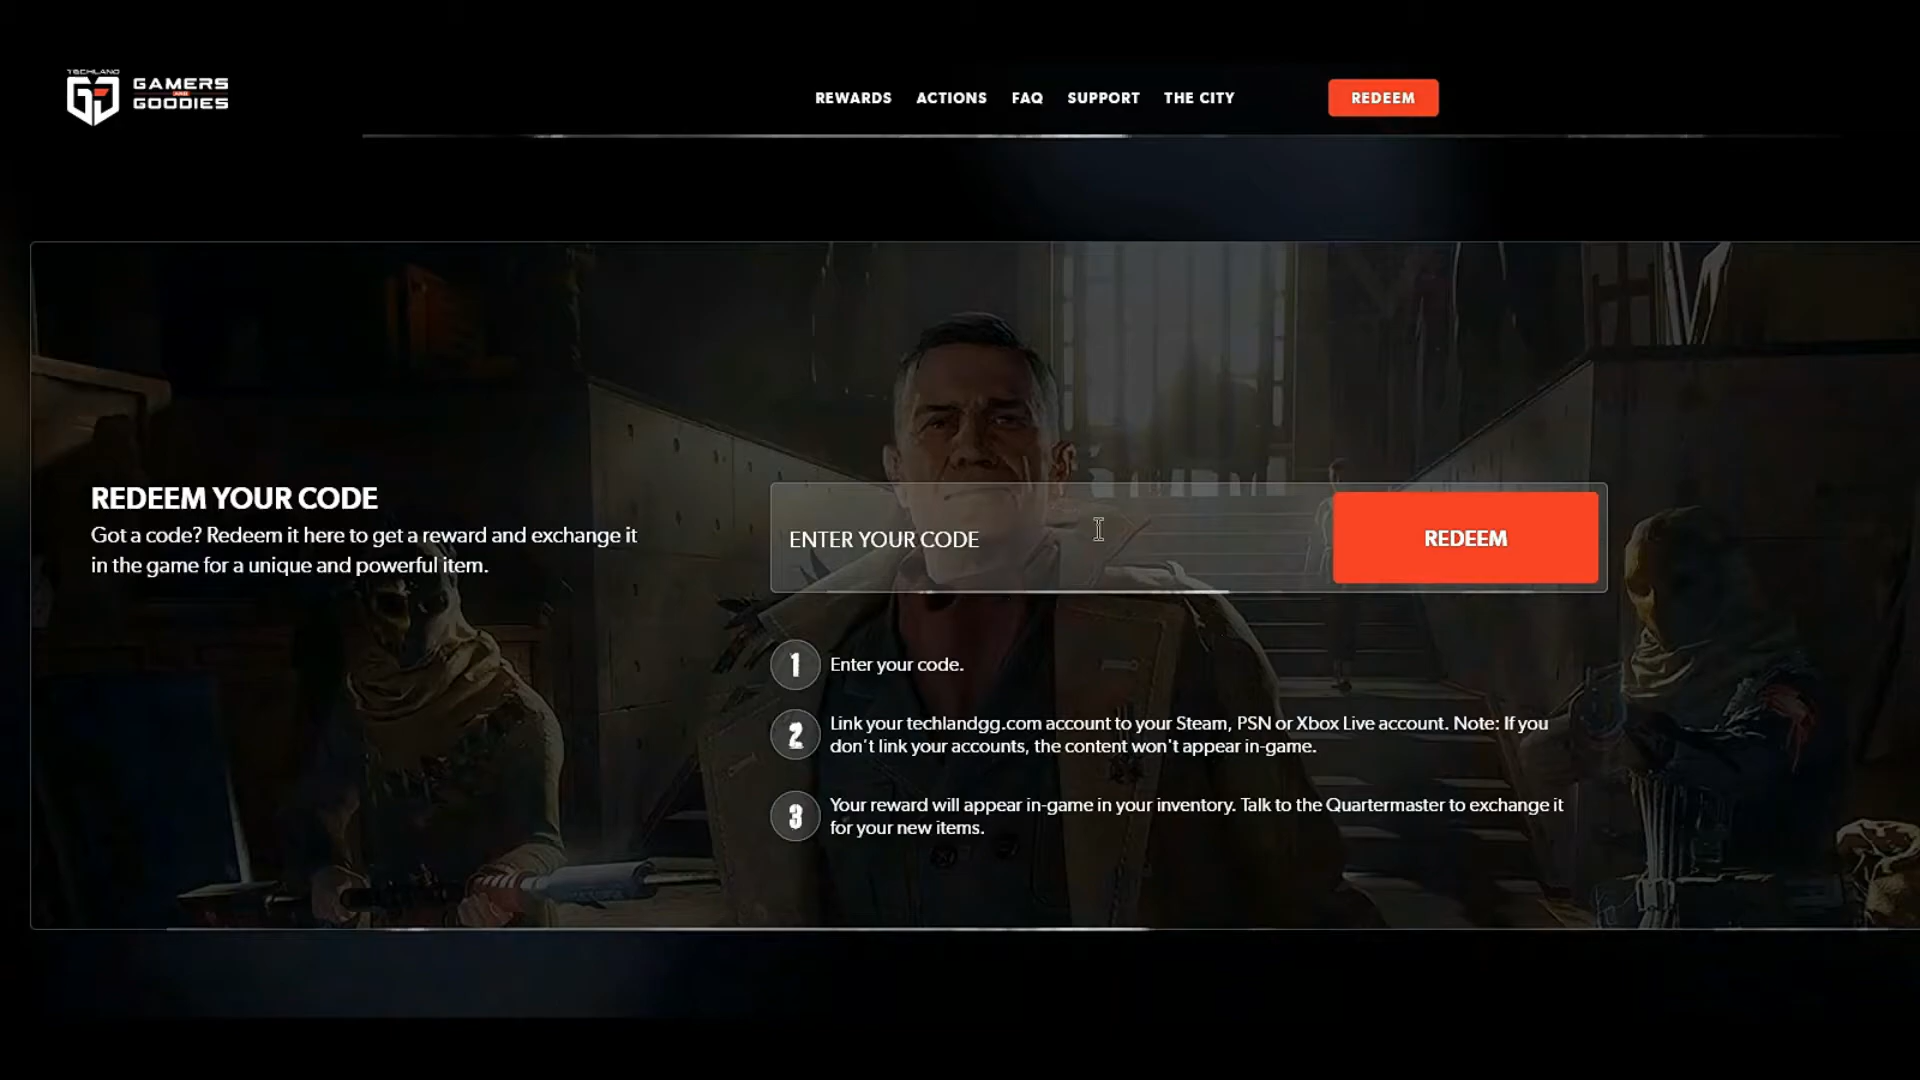 TECHLAND
GAMERS
AND
GOODIES
REWARDS ACTIONS FAQ SUPPORT THE CITY REDEEM
REDEEM YOUR CODE
Got a code? Redeem it here to get a reward and exchange it
in the game for a unique and powerful item.
ENTER YOUR CODE
REDEEM
1 Enter your code.
2 Link your techlandgg.com account to your Steam, PSN or Xbox Live account. Note: If you
don't link your accounts, the content won't appear in-game.
3 Your reward will appear in-game in your inventory. Talk to the Quartermaster to exchange it
for your new items.